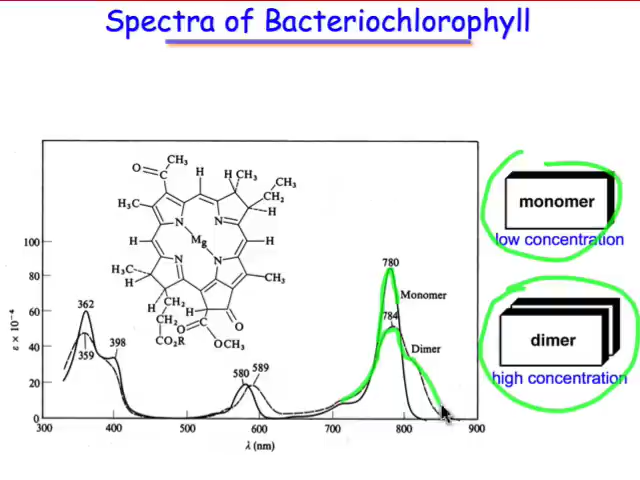 Spectra of Bacteriochlorophyll
O
CH₃
C
H
H
CH₃
CH₃
CH₂
H₃C
H
N
N
H
Mg
H
N
N
H₃C
CH₃
H
CH₂
H
CH₂
C
O
O
CO₂R
OCH₃
monomer
low concentration
dimer
high concentration
ε × 10⁻⁴
100
80
60
40
20
0
362
359
398
580
589
780
Monomer
784
Dimer
300
400
500
600
700
800
900
λ (nm)